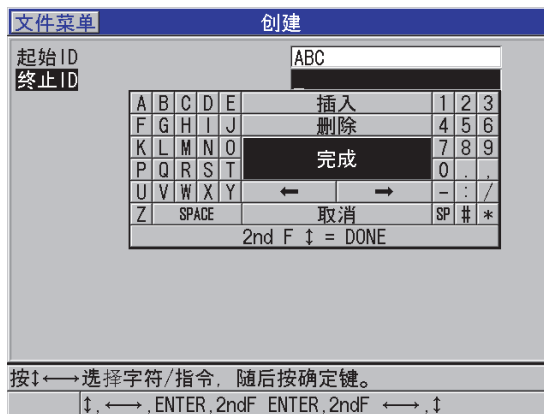 文件菜单 创建
起始ID ABC
终止ID _
A B C D E 插入 1 2 3
F G H I J 删除 4 5 6
K L M N O 完成 7 8 9
P Q R S T 0 . ,
U V W X Y ← → - : /
Z SPACE 取消 SP # *
2nd F ↕ = DONE
按↕←→选择字符/指令, 随后按确定键。
↕,←→,ENTER,2ndF ENTER,2ndF ←→,↕